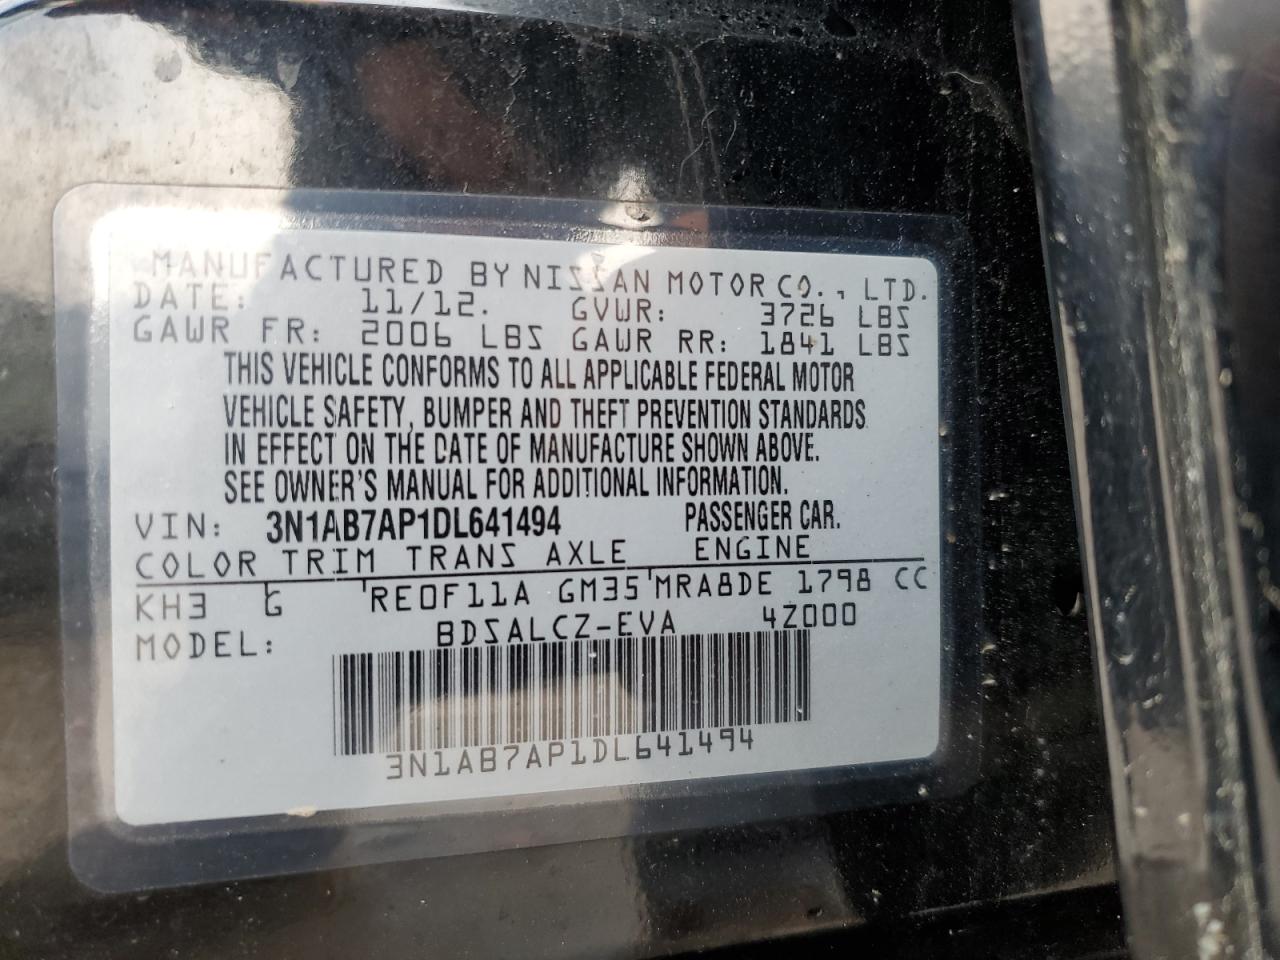 MANUFACTURED BY NISSAN MOTOR CO., LTD.
DATE: 11/12. GVWR: 3726 LBS
GAWR FR: 2006 LBS GAWR RR: 1841 LBS
THIS VEHICLE CONFORMS TO ALL APPLICABLE FEDERAL MOTOR
VEHICLE SAFETY, BUMPER AND THEFT PREVENTION STANDARDS
IN EFFECT ON THE DATE OF MANUFACTURE SHOWN ABOVE.
SEE OWNER'S MANUAL FOR ADDITIONAL INFORMATION.
VIN: 3N1AB7AP1DL641494 PASSENGER CAR.
COLOR TRIM TRANS AXLE ENGINE
KH3 G RE0F11A GM35 MRA8DE 1798 CC
MODEL: BDSALCZ-EVA 4Z000
3N1AB7AP1DL641494